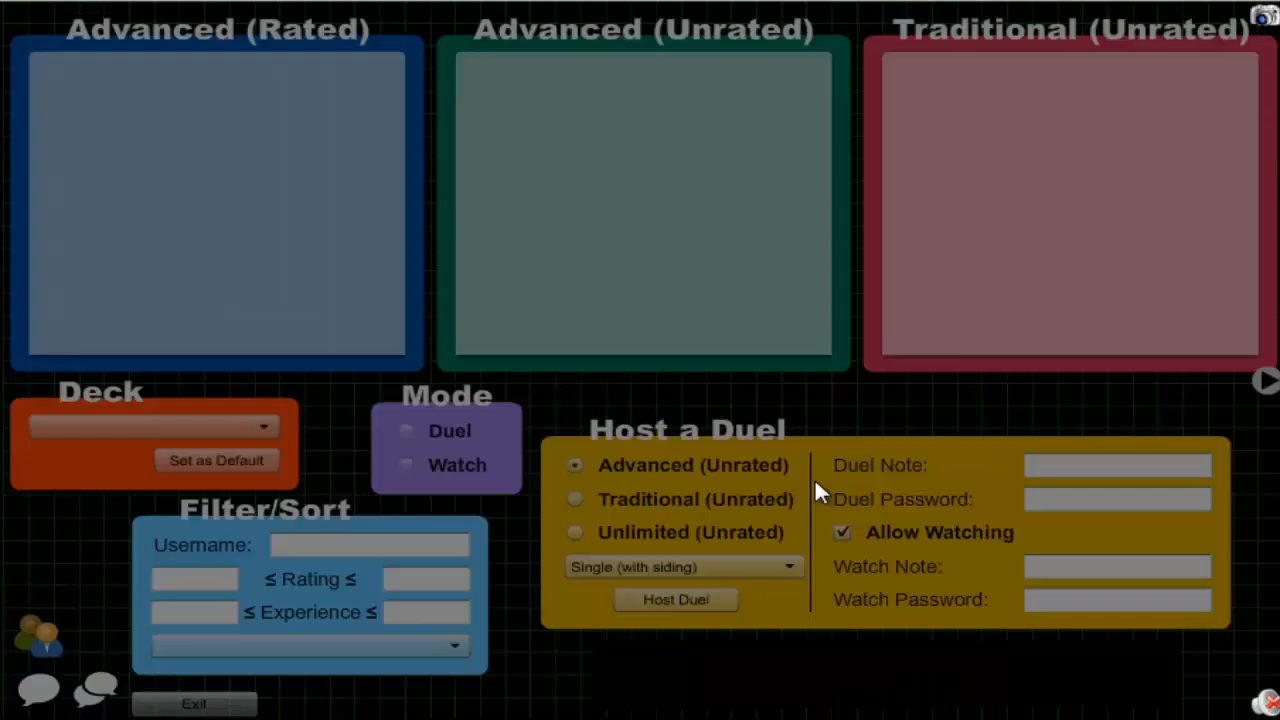 Advanced (Rated)
Advanced (Unrated)
Traditional (Unrated)
Deck
Set as Default
Mode
Duel
Watch
Filter/Sort
Username:
≤ Rating ≤
≤ Experience ≤
Exit
Host a Duel
Advanced (Unrated)
Traditional (Unrated)
Unlimited (Unrated)
Single (with siding)
Host Duel
Duel Note:
Duel Password:
Allow Watching
Watch Note:
Watch Password: